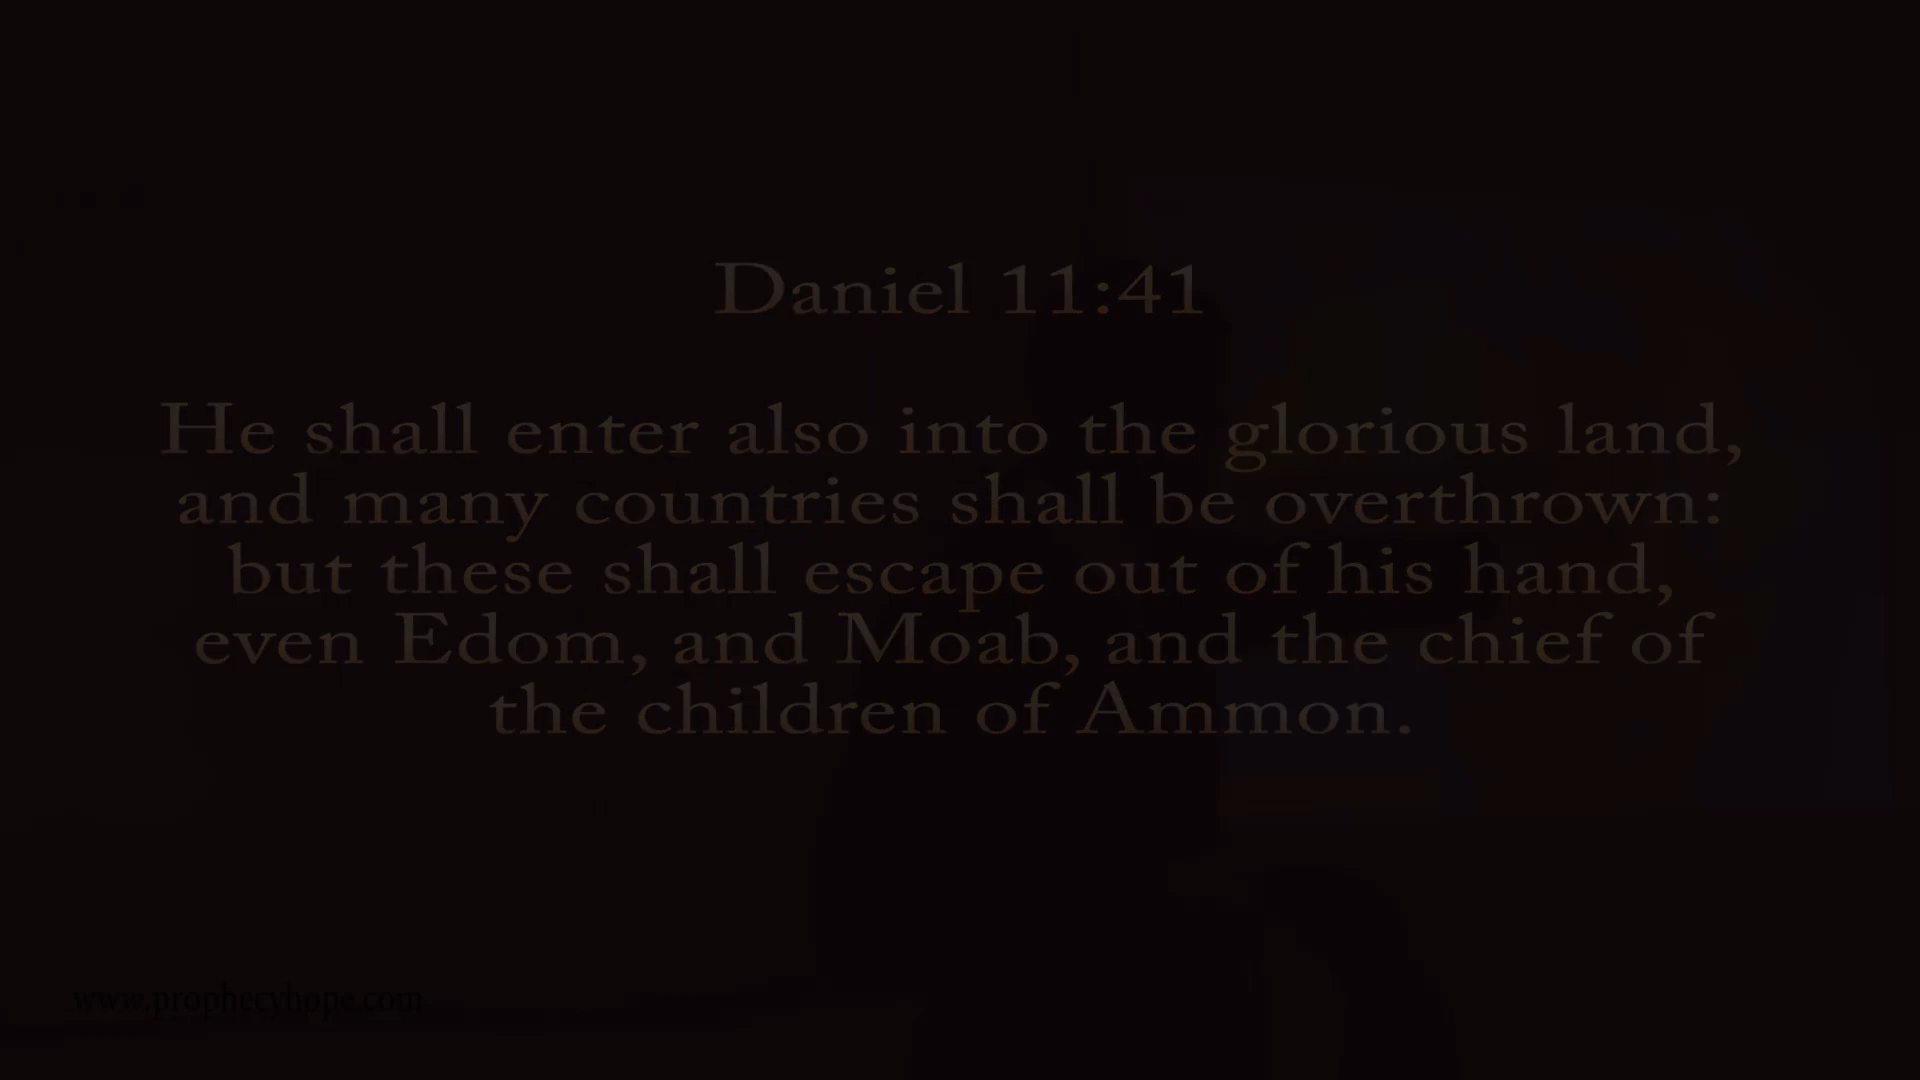 Daniel 11:41
He shall enter also into the glorious land,
and many countries shall be overthrown:
but these shall escape out of his hand,
even Edom, and Moab, and the chief of
the children of Ammon.
www.prophecyhope.com